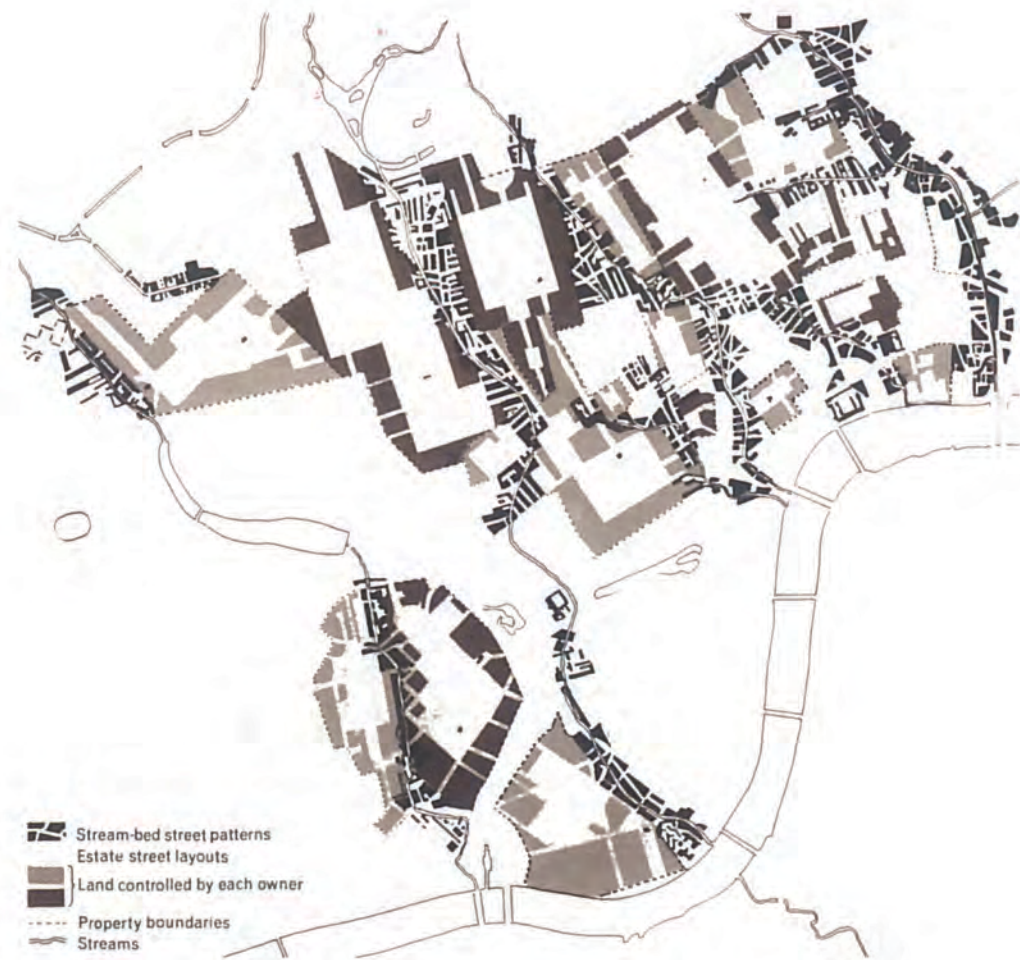 Stream-bed street patterns
Estate street layouts
Land controlled by each owner
Property boundaries
Streams